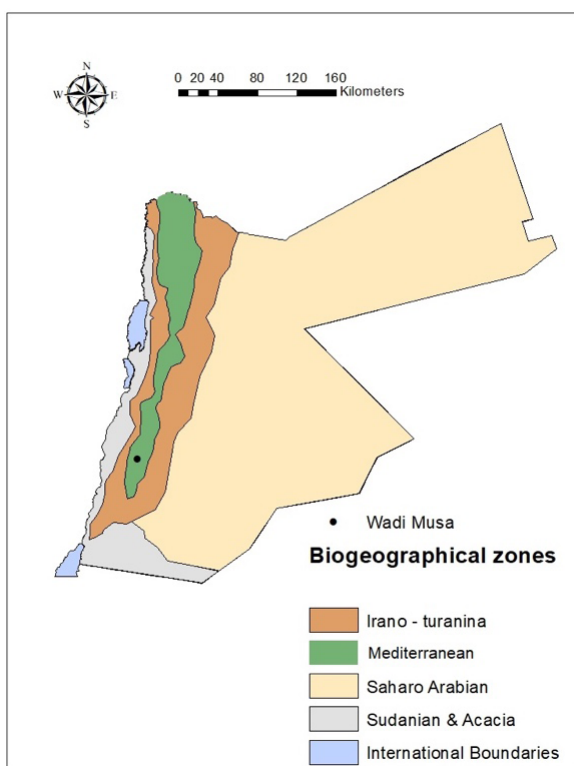 N
W E
S
0 20 40 80 120 160
Kilometers
Wadi Musa
Biogeographical zones
Irano - turanina
Mediterranean
Saharo Arabian
Sudanian & Acacia
International Boundaries